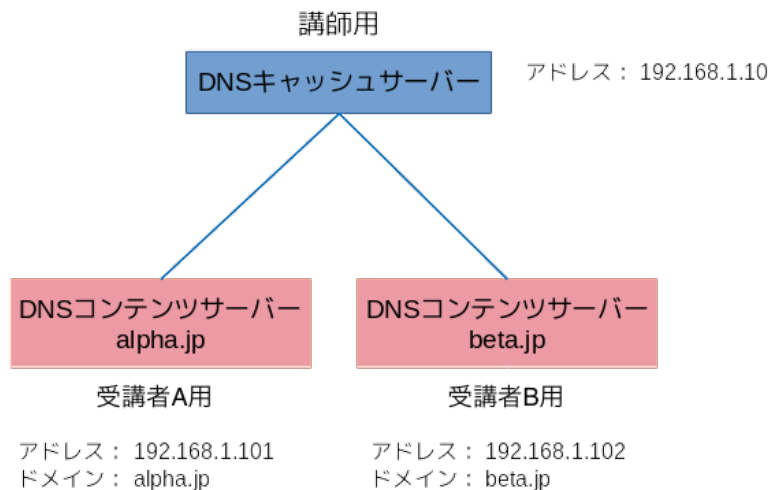 講師用
DNSキャッシュサーバー
アドレス： 192.168.1.10
DNSコンテンツサーバー
alpha.jp
DNSコンテンツサーバー
beta.jp
受講者A用
受講者B用
アドレス： 192.168.1.101
ドメイン： alpha.jp
アドレス： 192.168.1.102
ドメイン： beta.jp